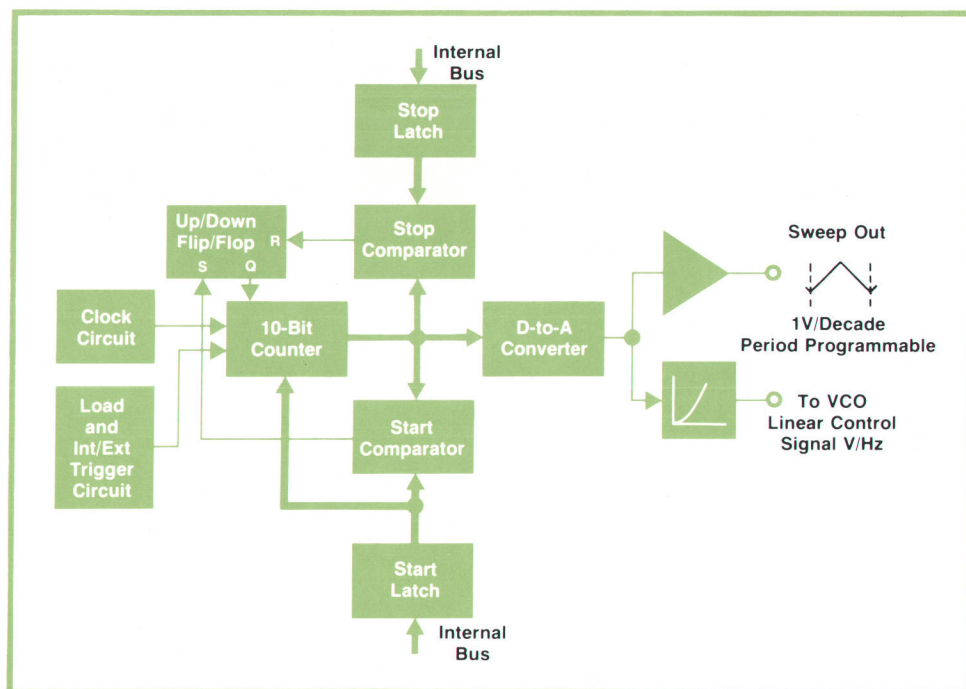 Internal
Bus
Stop
Latch
Up/Down
Flip/Flop
R
S
Q
Stop
Comparator
Sweep Out
Clock
Circuit
10-Bit
Counter
D-to-A
Converter
1V/Decade
Period Programmable
Load
and
Int/Ext
Trigger
Circuit
Start
Comparator
To VCO
Linear Control
Signal V/Hz
Start
Latch
Internal
Bus